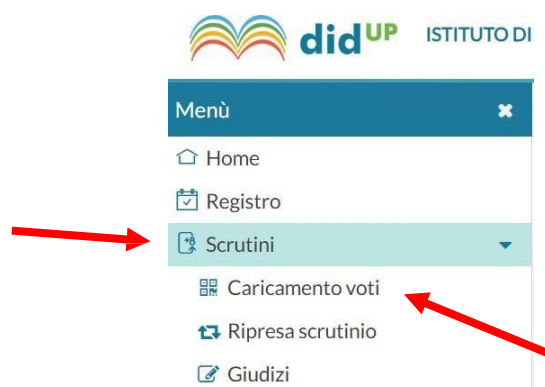 didUP ISTITUTO DI
Menù
Home
Registro
Scrutini
Caricamento voti
Ripresa scrutinio
Giudizi